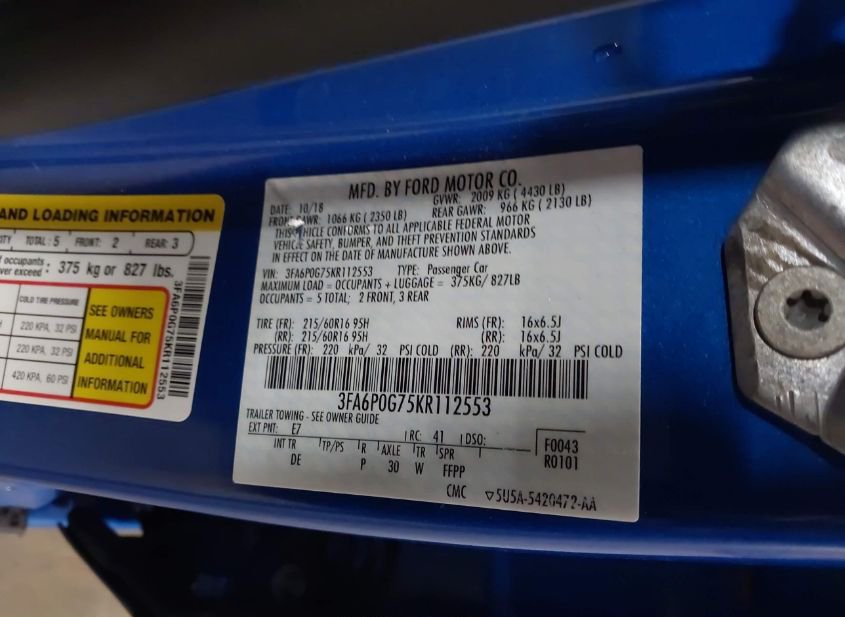 AND LOADING INFORMATION
TOTAL : 5 FRONT: 2 REAR: 3
occupants
exceed : 375 kg or 827 lbs.
COLD TIRE PRESSURE
220 KPA, 32 PSI
220 KPA, 32 PSI
420 KPA, 60 PSI
SEE OWNERS
MANUAL FOR
ADDITIONAL
INFORMATION
3FA6P0G75KR112553
MFD. BY FORD MOTOR CO.
DATE: 10/18 GVWR: 2009 KG (4430 LB)
FRONT GAWR: 1066 KG (2350 LB) REAR GAWR: 966 KG (2130 LB)
THIS VEHICLE CONFORMS TO ALL APPLICABLE FEDERAL MOTOR
VEHICLE SAFETY, BUMPER, AND THEFT PREVENTION STANDARDS
IN EFFECT ON THE DATE OF MANUFACTURE SHOWN ABOVE.
VIN: 3FA6P0G75KR112553 TYPE: Passenger Car
MAXIMUM LOAD = OCCUPANTS + LUGGAGE = 375KG/ 827LB
OCCUPANTS = 5 TOTAL; 2 FRONT, 3 REAR
TIRE (FR): 215/60R16 95H RIMS (FR): 16x6.5J
(RR): 215/60R16 95H (RR): 16x6.5J
PRESSURE (FR): 220 kPa/ 32 PSI COLD (RR): 220 kPa/ 32 PSI COLD
3FA6P0G75KR112553
TRAILER TOWING - SEE OWNER GUIDE
EXT PNT: E7 RC: 41 DSO:
INT TR TP/PS R AXLE TR SPR
DE P 30 W FFPP
F0043
R0101
CMC ▽5U5A-5420472-AA